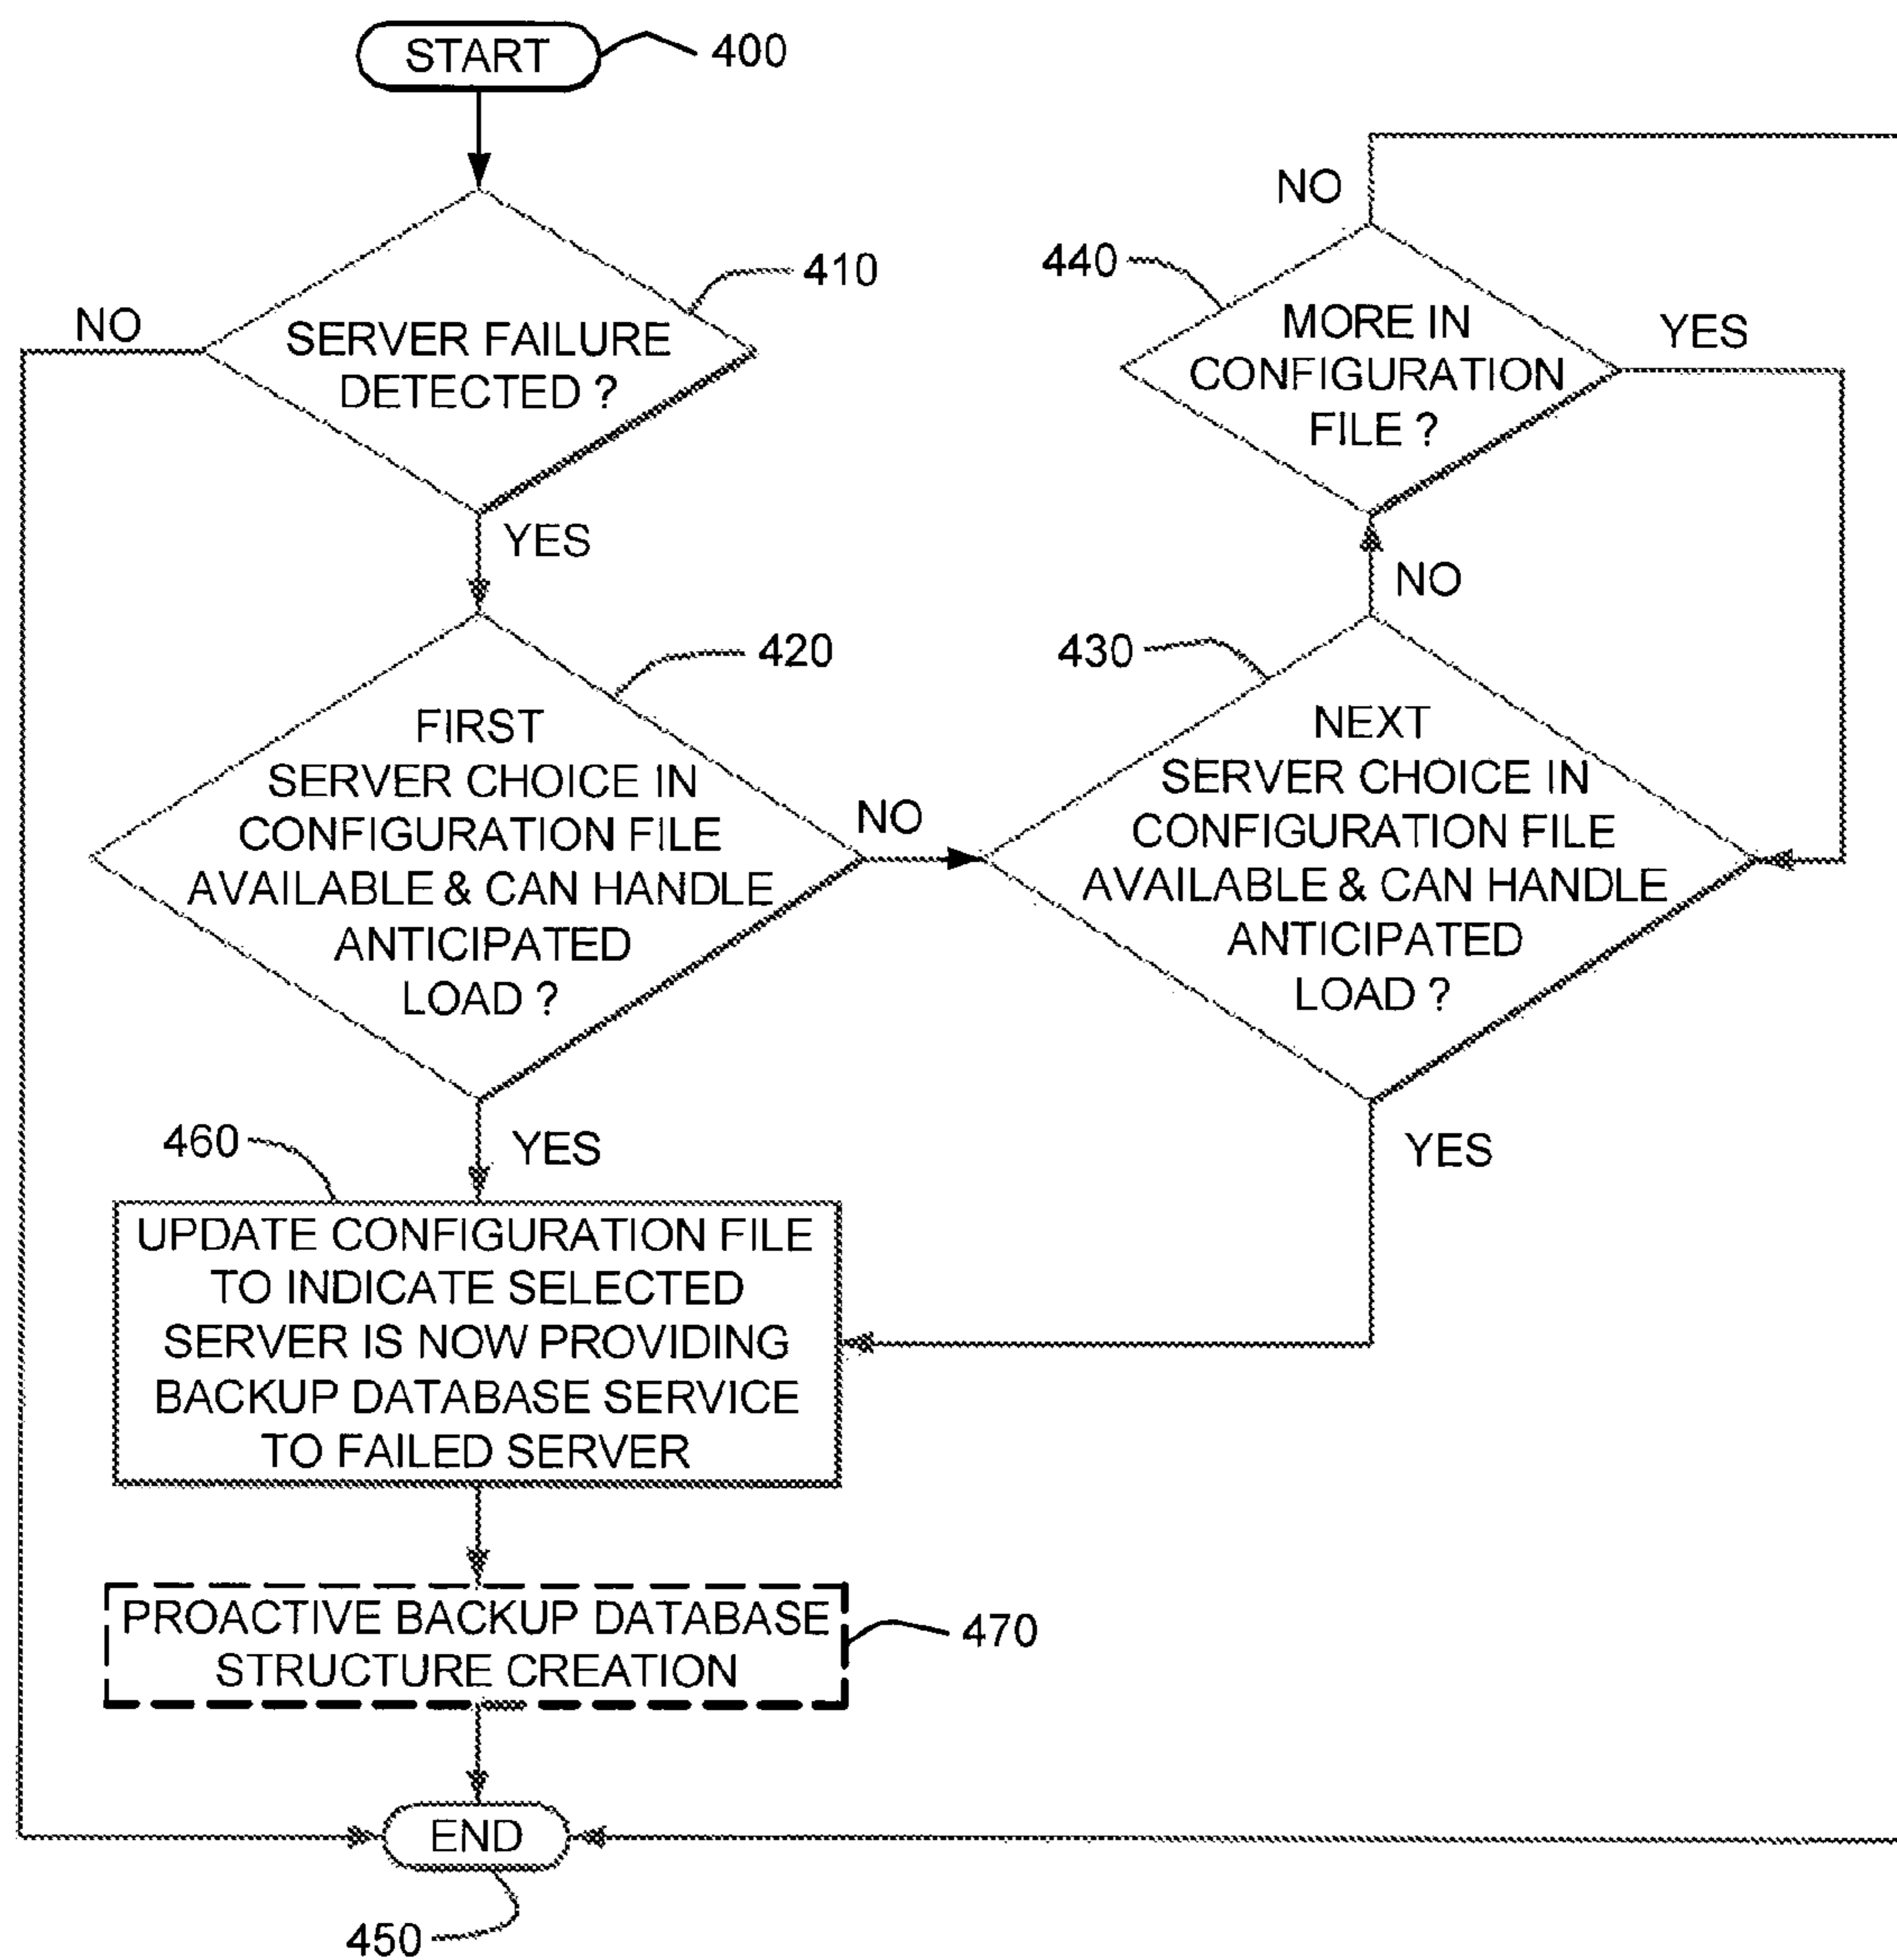 START
400
410
SERVER FAILURE
DETECTED ?
NO
YES
420
FIRST
SERVER CHOICE IN
CONFIGURATION FILE
AVAILABLE & CAN HANDLE
ANTICIPATED
LOAD ?
NO
YES
NO
440
MORE IN
CONFIGURATION
FILE ?
YES
NO
430
NEXT
SERVER CHOICE IN
CONFIGURATION FILE
AVAILABLE & CAN HANDLE
ANTICIPATED
LOAD ?
YES
460
UPDATE CONFIGURATION FILE
TO INDICATE SELECTED
SERVER IS NOW PROVIDING
BACKUP DATABASE SERVICE
TO FAILED SERVER
PROACTIVE BACKUP DATABASE
STRUCTURE CREATION
470
END
450